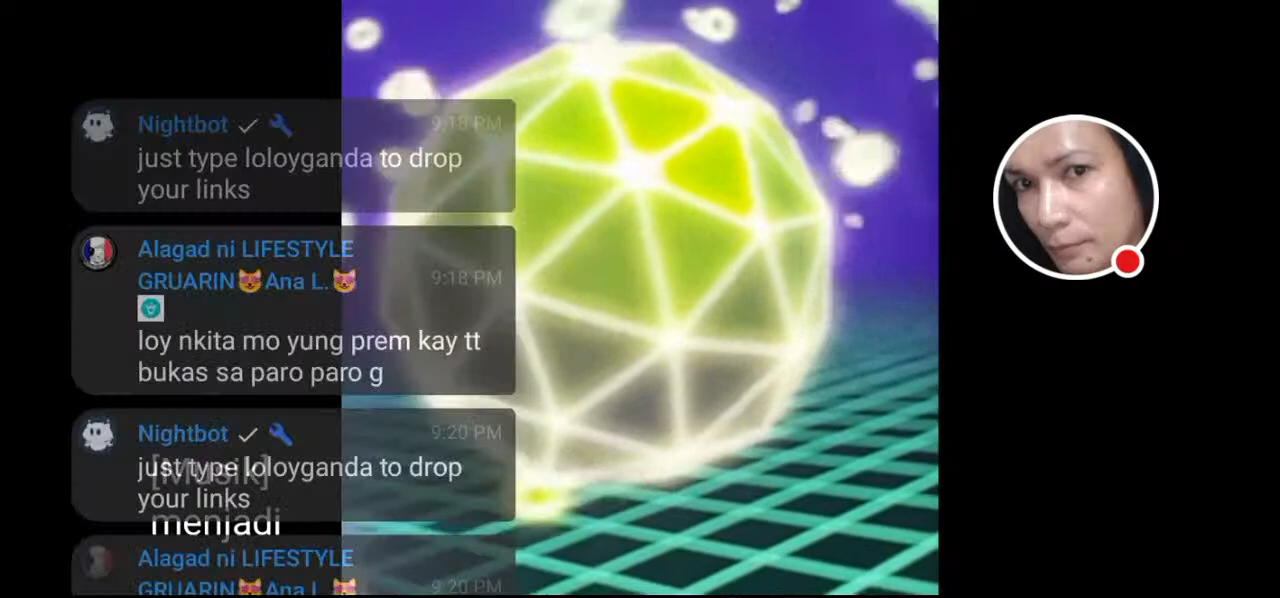 Nightbot
9:18 PM
just type loloyganda to drop
your links
Alagad ni LIFESTYLE
GRUARIN😻Ana L.😻
9:18 PM
loy nkita mo yung prem kay tt
bukas sa paro paro g
Nightbot
9:20 PM
just type loloyganda to drop
your links
[Musik]
menjadi
Alagad ni LIFESTYLE
GRUARIN😻Ana L.😻
9:20 PM